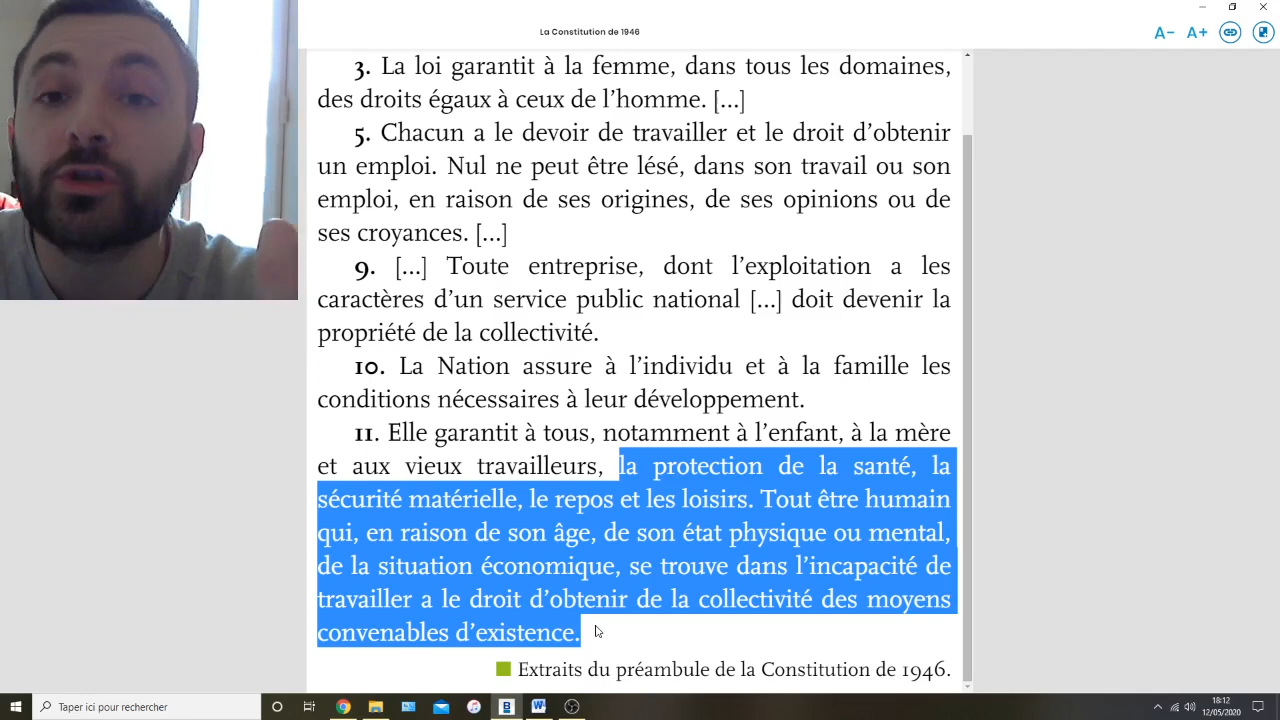 La Constitution de 1946
A- A+
3. La loi garantit à la femme, dans tous les domaines,
des droits égaux à ceux de l'homme. [...]
5. Chacun a le devoir de travailler et le droit d'obtenir
un emploi. Nul ne peut être lésé, dans son travail ou son
emploi, en raison de ses origines, de ses opinions ou de
ses croyances. [...]
9. [...] Toute entreprise, dont l'exploitation a les
caractères d'un service public national [...] doit devenir la
propriété de la collectivité.
10. La Nation assure à l'individu et à la famille les
conditions nécessaires à leur développement.
11. Elle garantit à tous, notamment à l'enfant, à la mère
et aux vieux travailleurs, la protection de la santé, la
sécurité matérielle, le repos et les loisirs. Tout être humain
qui, en raison de son âge, de son état physique ou mental,
de la situation économique, se trouve dans l'incapacité de
travailler a le droit d'obtenir de la collectivité des moyens
convenables d'existence.
Extraits du préambule de la Constitution de 1946.
Taper ici pour rechercher
18:12
12/05/2020